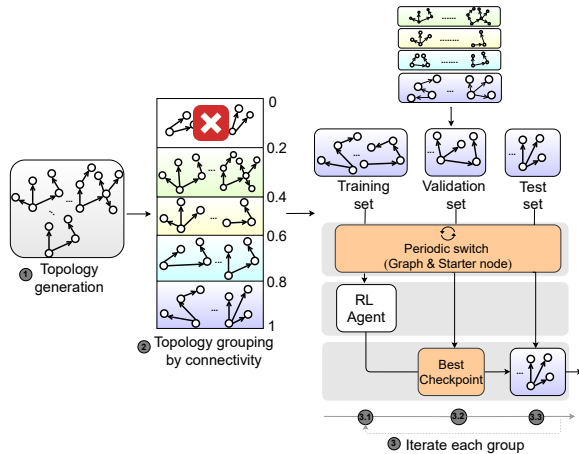 0
0.2
0.4
0.6
0.8
1
1 Topology
generation
2 Topology grouping
by connectivity
........
........
...
...
...
Training
set
Validation
set
Test
set
Periodic switch
(Graph & Starter node)
RL
Agent
Best
Checkpoint
3.1
3.2
3.3
3 Iterate each group